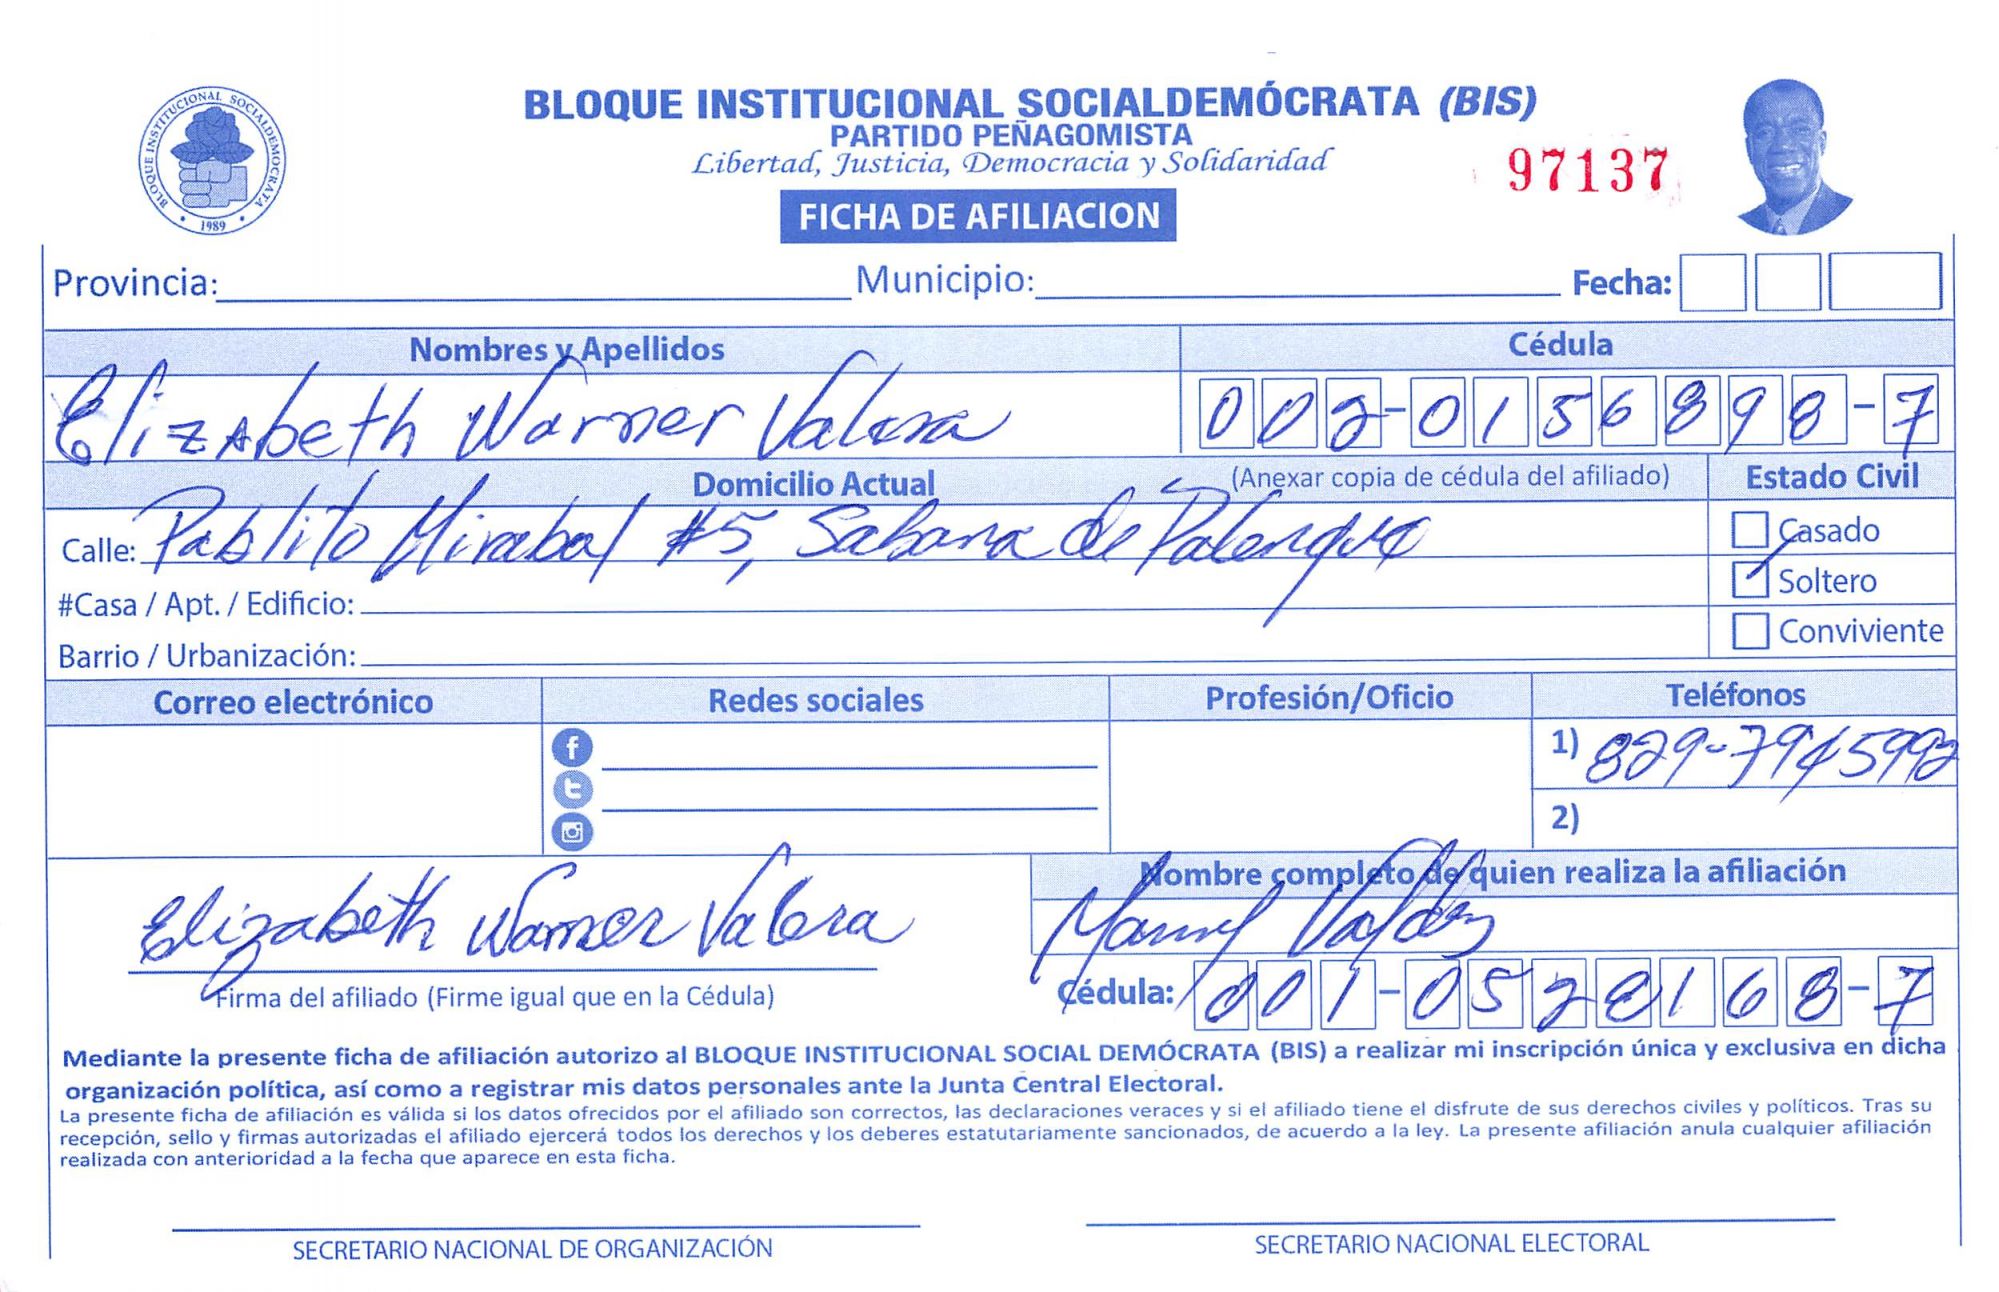 BLOQUE INSTITUCIONAL SOCIALDEMÓCRATA (BIS)
PARTIDO PEÑAGOMISTA
Libertad, Justicia, Democracia y Solidaridad
97137
FICHA DE AFILIACION
BLOQUE INSTITUCIONAL SOCIALDEMOCRATA
1989
Provincia: Municipio: Fecha:
Nombres y Apellidos Cédula
Elizabeth Warner Valera 002-0156898-7
Domicilio Actual (Anexar copia de cédula del afiliado) Estado Civil
Calle: Pablito Mirabal #5, Sabana de Palenque Casado
#Casa / Apt. / Edificio: Soltero
Barrio / Urbanización: Conviviente
Correo electrónico Redes sociales Profesión/Oficio Teléfonos
1) 829-7945992
2)
Nombre completo de quien realiza la afiliación
Elizabeth Warner Valera Manuel Valdez
Firma del afiliado (Firme igual que en la Cédula) Cédula: 001-0522168-7
Mediante la presente ficha de afiliación autorizo al BLOQUE INSTITUCIONAL SOCIAL DEMÓCRATA (BIS) a realizar mi inscripción única y exclusiva en dicha
organización política, así como a registrar mis datos personales ante la Junta Central Electoral.
La presente ficha de afiliación es válida si los datos ofrecidos por el afiliado son correctos, las declaraciones veraces y si el afiliado tiene el disfrute de sus derechos civiles y políticos. Tras su
recepción, sello y firmas autorizadas el afiliado ejercerá todos los derechos y los deberes estatutariamente sancionados, de acuerdo a la ley. La presente afiliación anula cualquier afiliación
realizada con anterioridad a la fecha que aparece en esta ficha.
SECRETARIO NACIONAL DE ORGANIZACIÓN SECRETARIO NACIONAL ELECTORAL